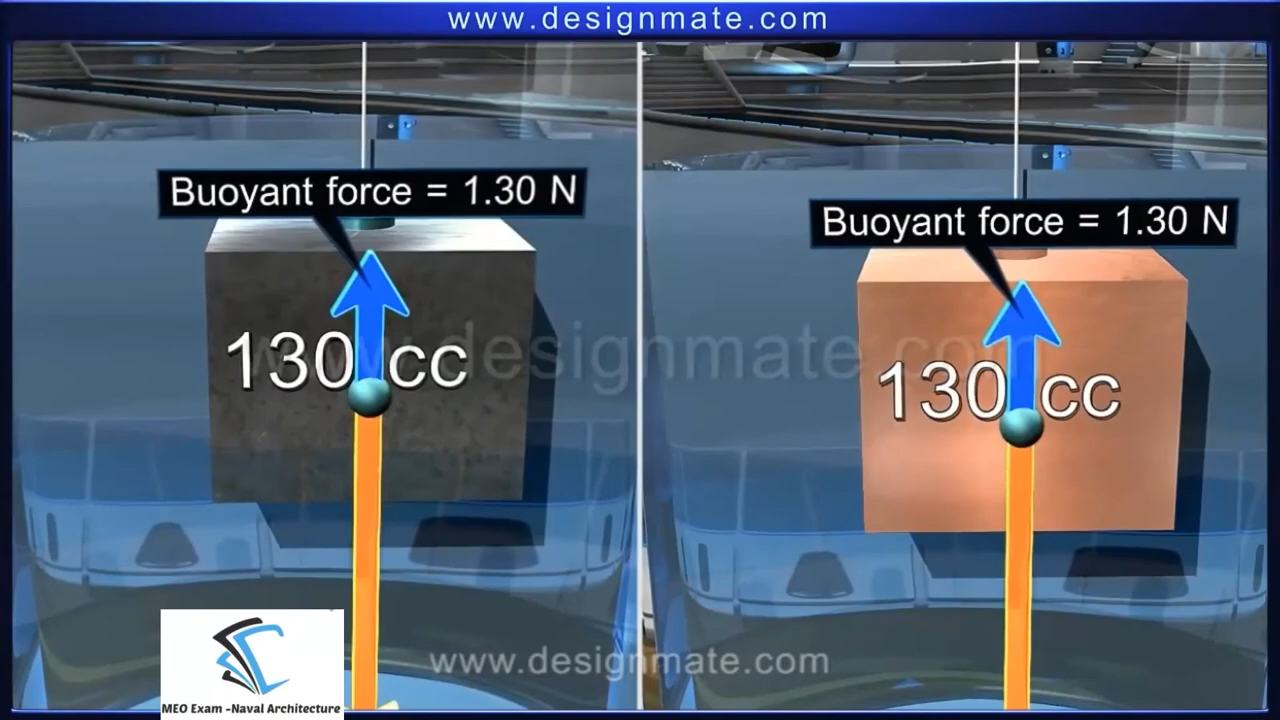 www.designmate.com
Buoyant force = 1.30 N
130 cc
Buoyant force = 1.30 N
130 cc
www.designmate.com
www.designmate.com
MEO Exam -Naval Architecture